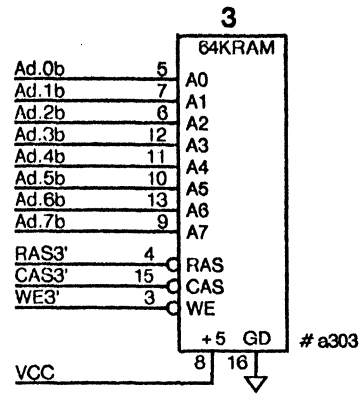 3
64KRAM
Ad.0b 5 A0
Ad.1b 7 A1
Ad.2b 6 A2
Ad.3b 12 A3
Ad.4b 11 A4
Ad.5b 10 A5
Ad.6b 13 A6
Ad.7b 9 A7
RAS3' 4 RAS
CAS3' 15 CAS
WE3' 3 WE
+5 GD #a303
VCC 8 16